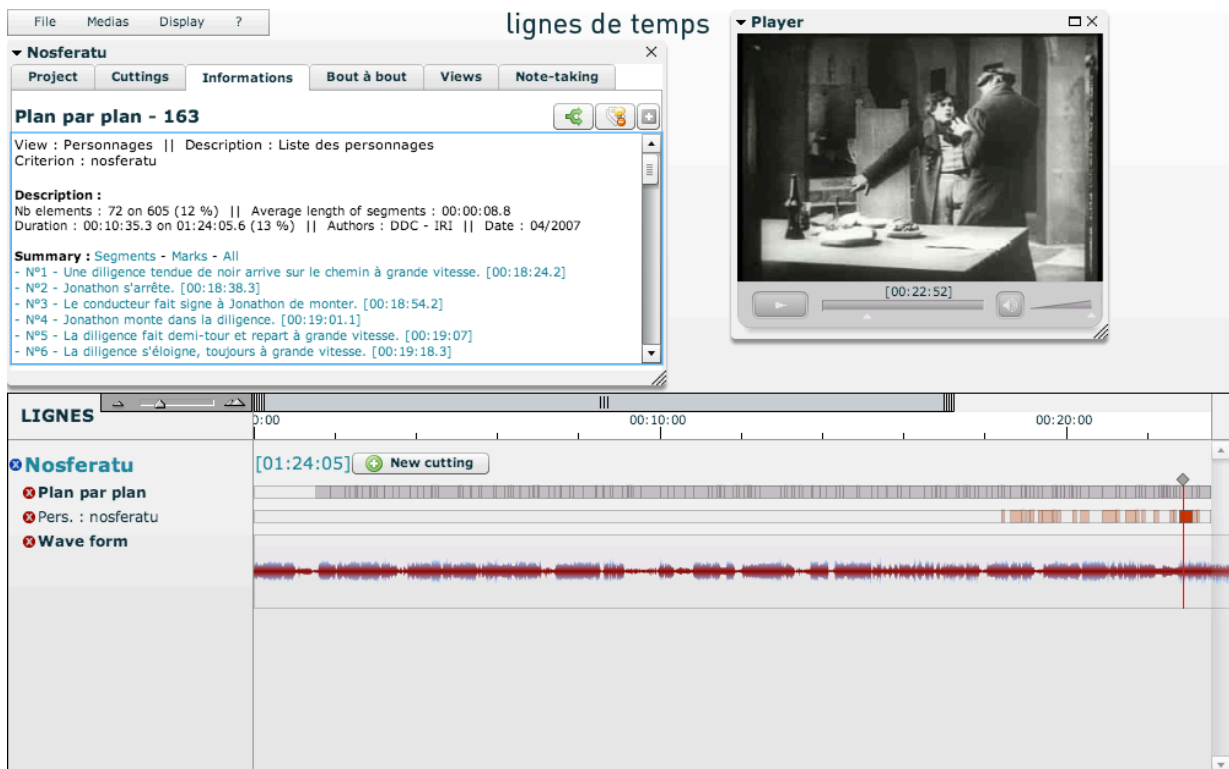 File Medias Display ?
lignes de temps
Nosferatu
Project Cuttings Informations Bout à bout Views Note-taking
Plan par plan - 163
View : Personnages || Description : Liste des personnages
Criterion : nosferatu
Description :
Nb elements : 72 on 605 (12 %) || Average length of segments : 00:00:08.8
Duration : 00:10:35.3 on 01:24:05.6 (13 %) || Authors : DDC - IRI || Date : 04/2007
Summary : Segments - Marks - All
- Nº1 - Une diligence tendue de noir arrive sur le chemin à grande vitesse. [00:18:24.2]
- Nº2 - Jonathon s'arrête. [00:18:38.3]
- Nº3 - Le conducteur fait signe à Jonathon de monter. [00:18:54.2]
- Nº4 - Jonathon monte dans la diligence. [00:19:01.1]
- Nº5 - La diligence fait demi-tour et repart à grande vitesse. [00:19:07]
- Nº6 - La diligence s'éloigne, toujours à grande vitesse. [00:19:18.3]
Player
[00:22:52]
LIGNES
0:00 00:10:00 00:20:00
Nosferatu [01:24:05] New cutting
Plan par plan
Pers. : nosferatu
Wave form